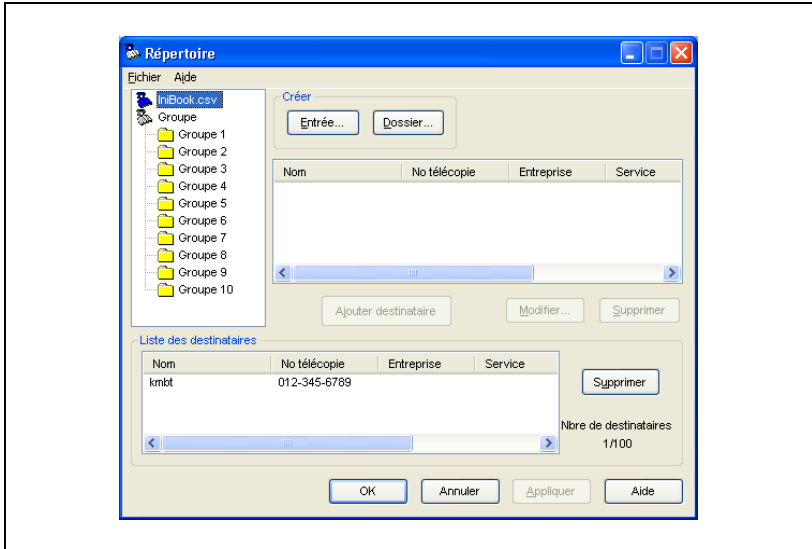 Répertoire
Fichier Aide
IniBook.csv
Groupe
Groupe 1
Groupe 2
Groupe 3
Groupe 4
Groupe 5
Groupe 6
Groupe 7
Groupe 8
Groupe 9
Groupe 10
Créer
Entrée... Dossier...
Nom No télécopie Entreprise Service
Ajouter destinataire Modifier... Supprimer
Liste des destinataires
Nom No télécopie Entreprise Service
kmbt 012-345-6789
Supprimer
Nbre de destinataires
1/100
OK Annuler Appliquer Aide